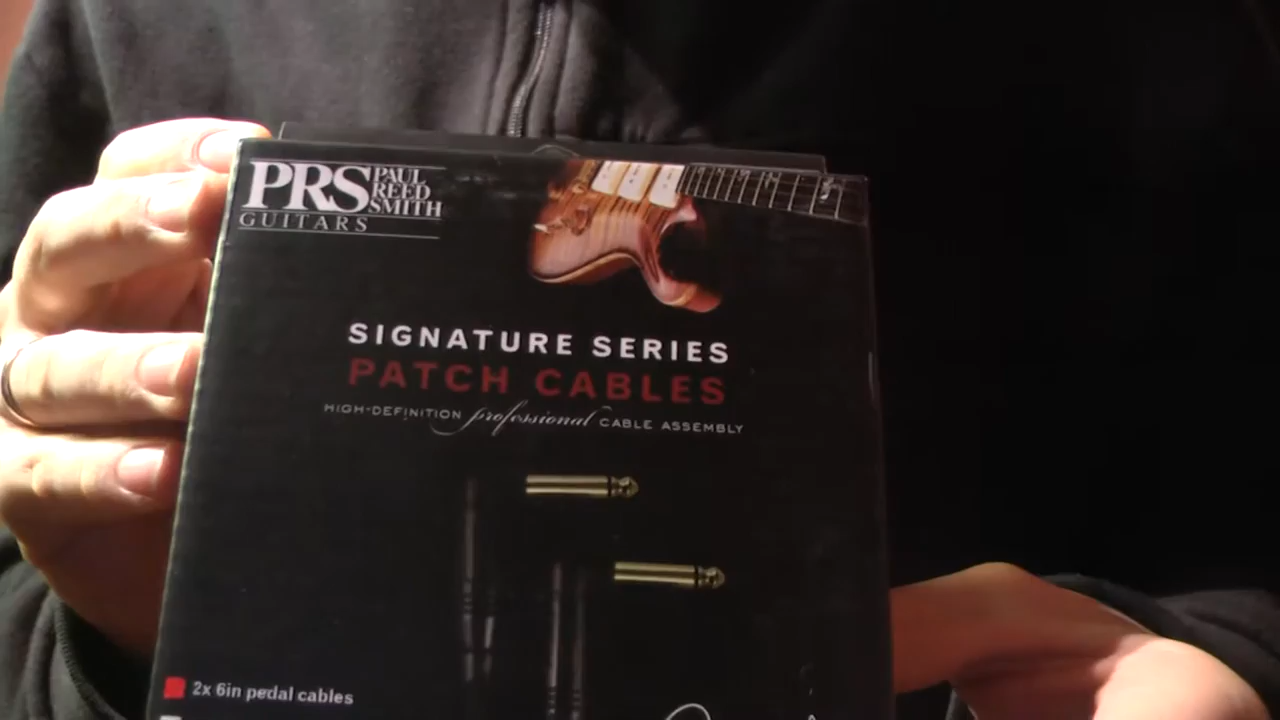 PRS PAUL REED SMITH
GUITARS
SIGNATURE SERIES
PATCH CABLES
HIGH-DEFINITION professional CABLE ASSEMBLY
2x 6in pedal cables